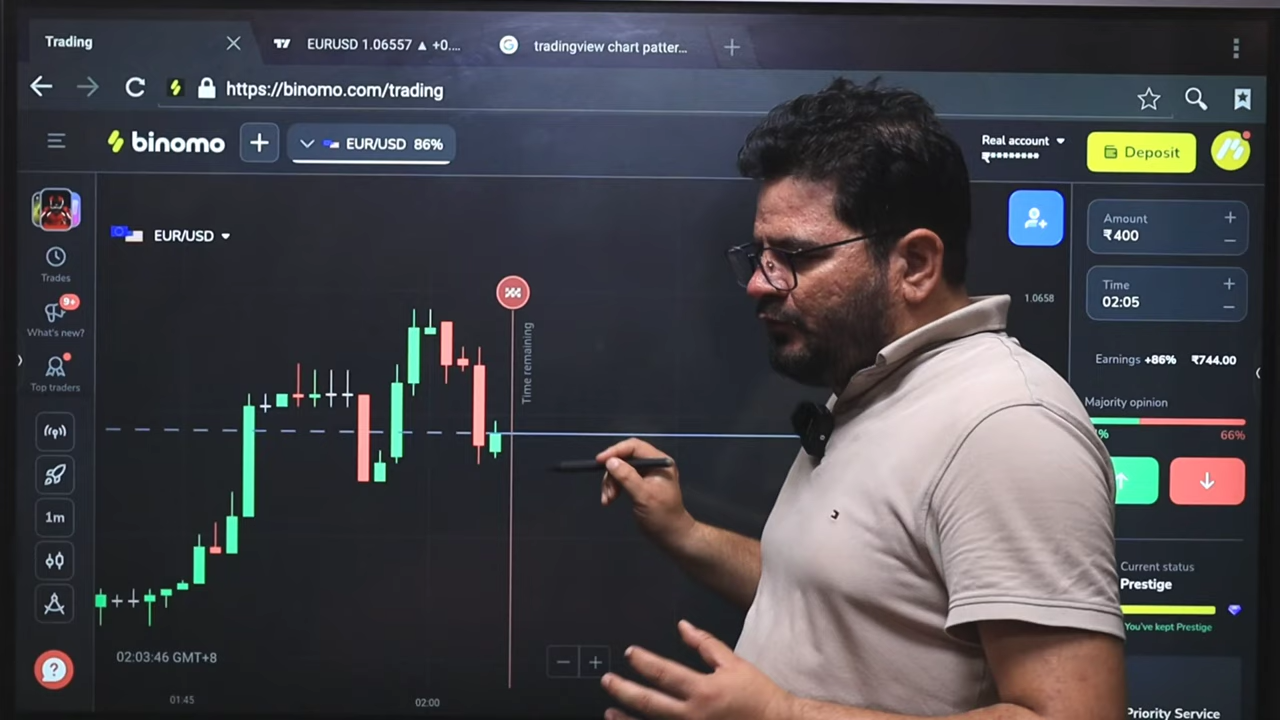 Trading
EURUSD 1.06557 ▲ +0....
tradingview chart patter...
https://binomo.com/trading
binomo
EUR/USD 86%
Real account
₹*********
Deposit
EUR/USD
Trades
9+
What's new?
Top traders
1m
Time remaining
1.0658
Amount
₹400
Time
02:05
Earnings +86% ₹744.00
Majority opinion
% 66%
Current status
Prestige
You've kept Prestige
Priority Service
02:03:46 GMT+8
01:45
02:00